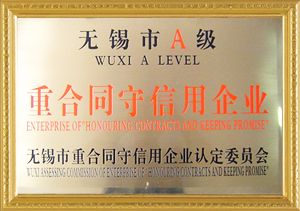 无锡市A级
WUXI A LEVEL
重合同守信用企业
ENTERPRISE OF "HONOURING CONTRACTS AND KEEPING PROMISE"
无锡市重合同守信用企业认定委员会
WUXI ASSESSING COMMISSION OF ENTERPRISE OF "HONOURING CONTRACTS AND KEEPING PROMISE"